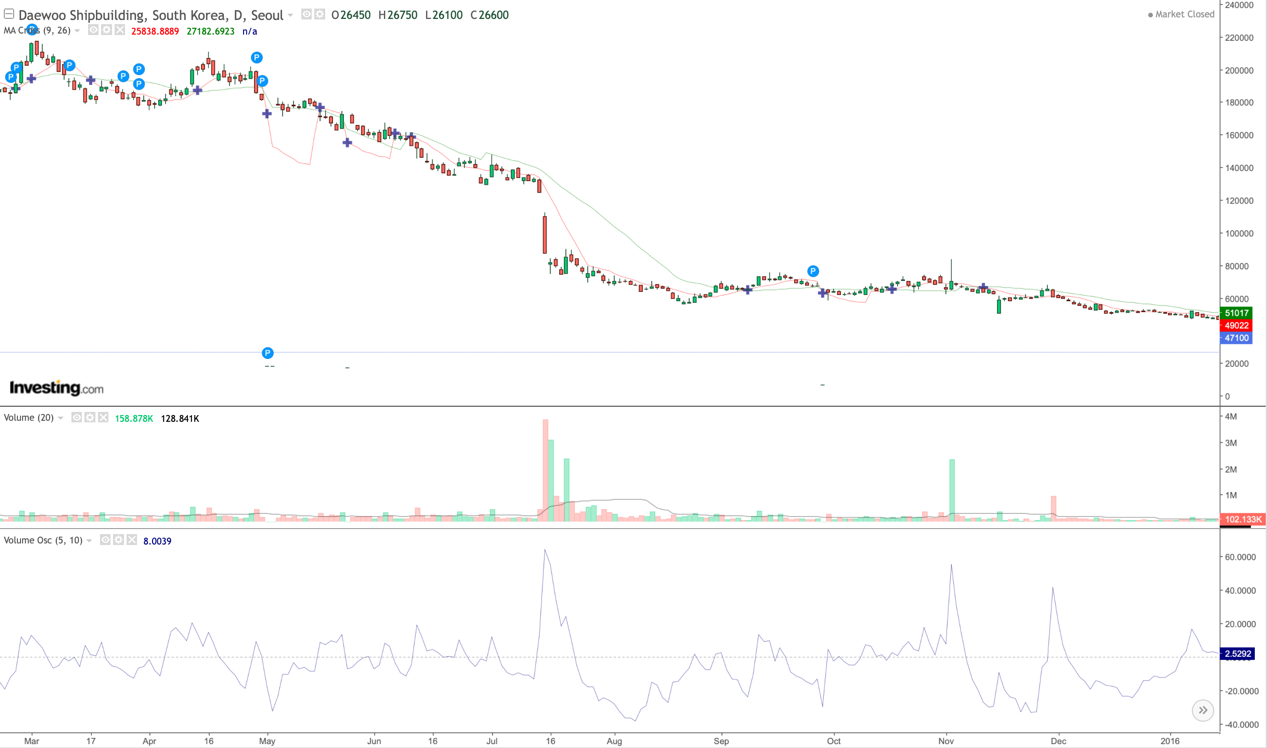 Daewoo Shipbuilding, South Korea, D, Seoul O26450 H26750 L26100 C26600
Market Closed
MA Cross (9, 26) 25838.8889 27182.6923 n/a
P
P
P
P
P
P
P
P
P
P
P
240000
220000
200000
180000
160000
140000
120000
100000
80000
60000
51017
49022
47100
20000
0
Investing.com
Volume (20) 158.878K 128.841K
4M
3M
2M
1M
102.133K
Volume Osc (5, 10) 8.0039
60.0000
40.0000
20.0000
2.5292
-20.0000
-40.0000
Mar 17 Apr 16 May Jun 16 Jul 16 Aug Sep Oct Nov Dec 2016